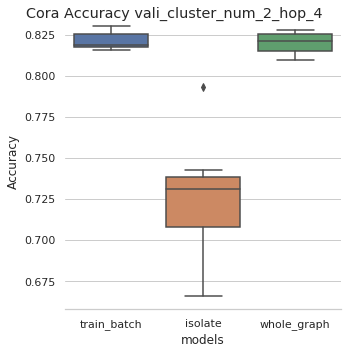 Cora Accuracy vali_cluster_num_2_hop_4
0.825
0.800
0.775
0.750
0.725
0.700
0.675
Accuracy
train_batch
isolate
whole_graph
models